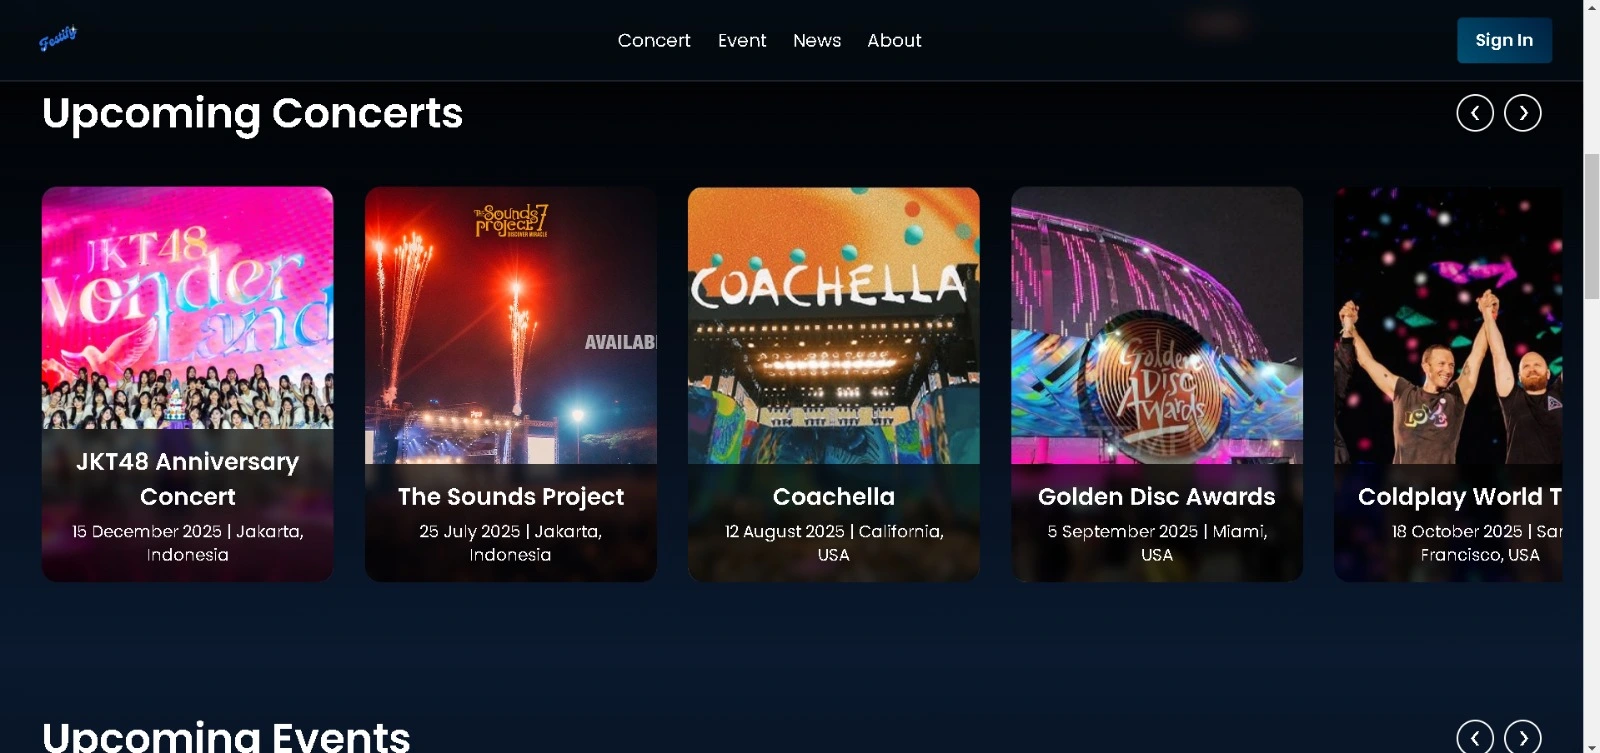 Festify
Concert Event News About
Sign In
Upcoming Concerts
JKT48
Wonder
Land
JKT48 Anniversary
Concert
15 December 2025 | Jakarta,
Indonesia
The Sounds
project 7
DISCOVER MIRACLE
AVAILAB
The Sounds Project
25 July 2025 | Jakarta,
Indonesia
COACHELLA
Coachella
12 August 2025 | California,
USA
Golden
Disc
Awards
Golden Disc Awards
5 September 2025 | Miami,
USA
LOVE
Coldplay World T
18 October 2025 | San
Francisco, USA
Upcoming Events